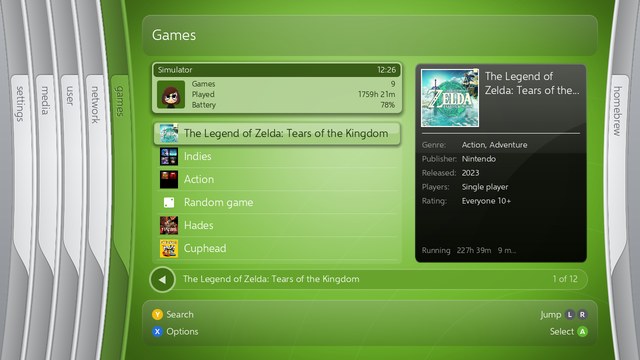 Games
Simulator 12:26
Games 9
Played 1759h 21m
Battery 78%
The Legend of Zelda: Tears of the Kingdom
Indies
Action
Random game
Hades
Cuphead
The Legend of Zelda: Tears of the Kingdom 1 of 12
ZELDA
The Legend of
Zelda: Tears of the...
Genre: Action, Adventure
Publisher: Nintendo
Released: 2023
Players: Single player
Rating: Everyone 10+
Running 227h 39m 9 m...
Y Search
X Options
Jump L R
Select A
settings
media
user
network
games
homebrew